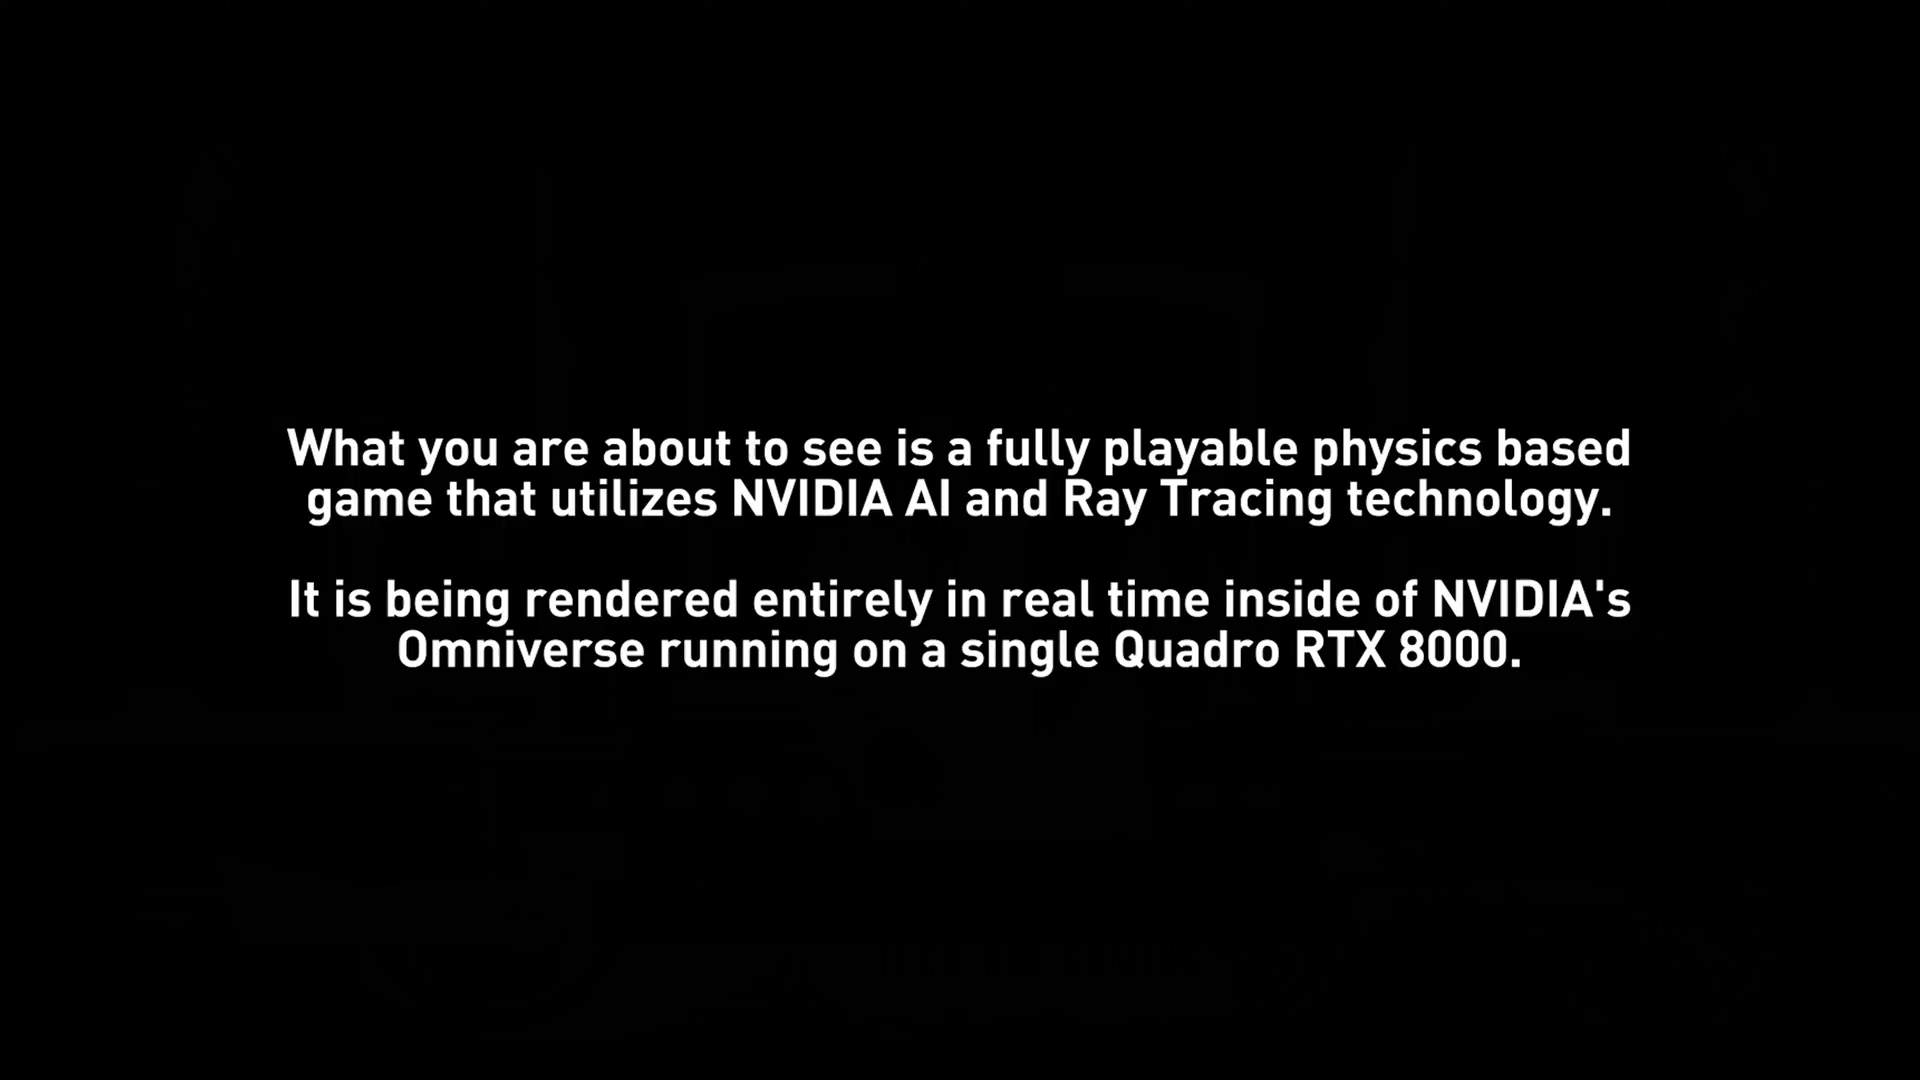 What you are about to see is a fully playable physics based
game that utilizes NVIDIA AI and Ray Tracing technology.
It is being rendered entirely in real time inside of NVIDIA's
Omniverse running on a single Quadro RTX 8000.